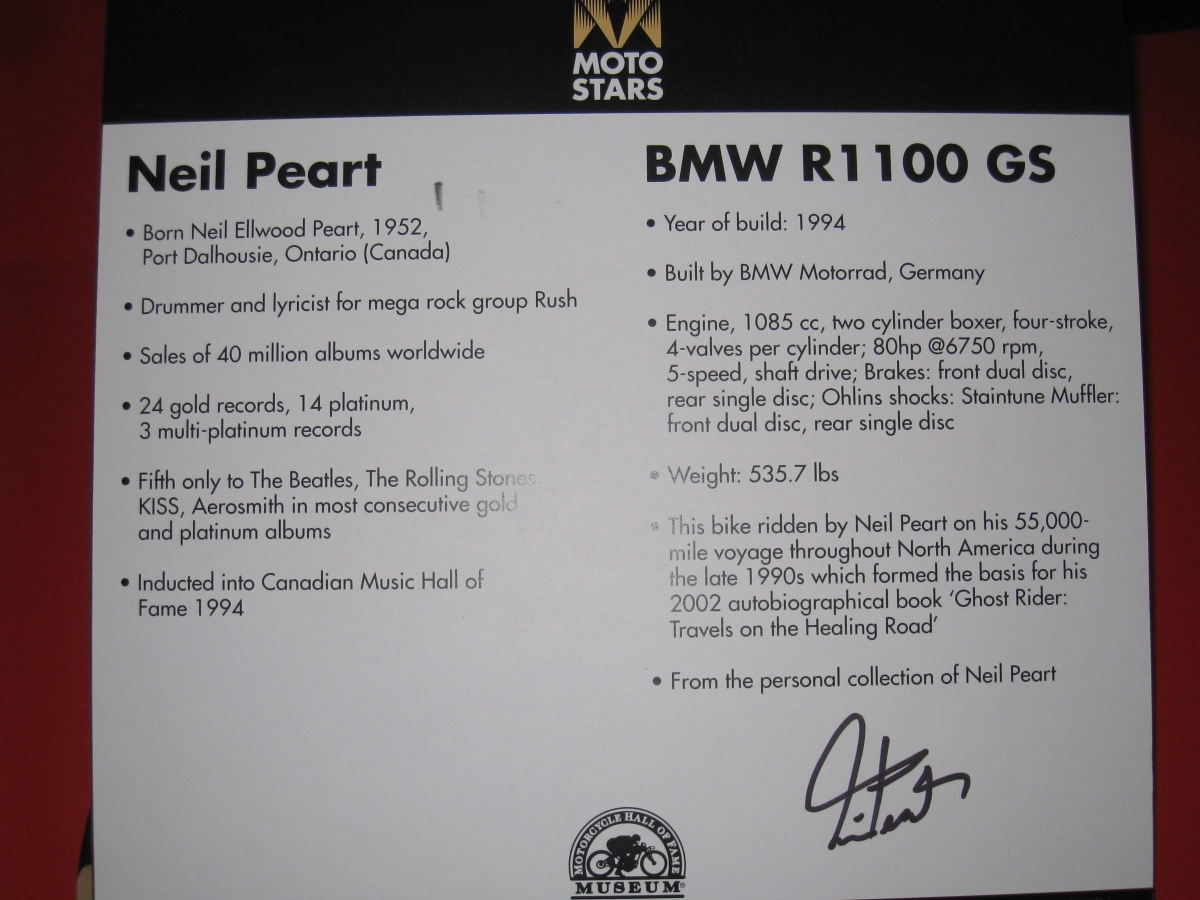 MOTO
STARS
Neil Peart
• Born Neil Ellwood Peart, 1952,
Port Dalhousie, Ontario (Canada)
• Drummer and lyricist for mega rock group Rush
• Sales of 40 million albums worldwide
• 24 gold records, 14 platinum,
3 multi-platinum records
• Fifth only to The Beatles, The Rolling Stones,
KISS, Aerosmith in most consecutive gold
and platinum albums
• Inducted into Canadian Music Hall of
Fame 1994
BMW R1100 GS
• Year of build: 1994
• Built by BMW Motorrad, Germany
• Engine, 1085 cc, two cylinder boxer, four-stroke,
4-valves per cylinder; 80hp @6750 rpm,
5-speed, shaft drive; Brakes: front dual disc,
rear single disc; Ohlins shocks: Staintune Muffler:
front dual disc, rear single disc
• Weight: 535.7 lbs
• This bike ridden by Neil Peart on his 55,000-
mile voyage throughout North America during
the late 1990s which formed the basis for his
2002 autobiographical book ‘Ghost Rider:
Travels on the Healing Road’
• From the personal collection of Neil Peart
Neil Peart
MOTORCYCLE HALL OF FAME
MUSEUM®